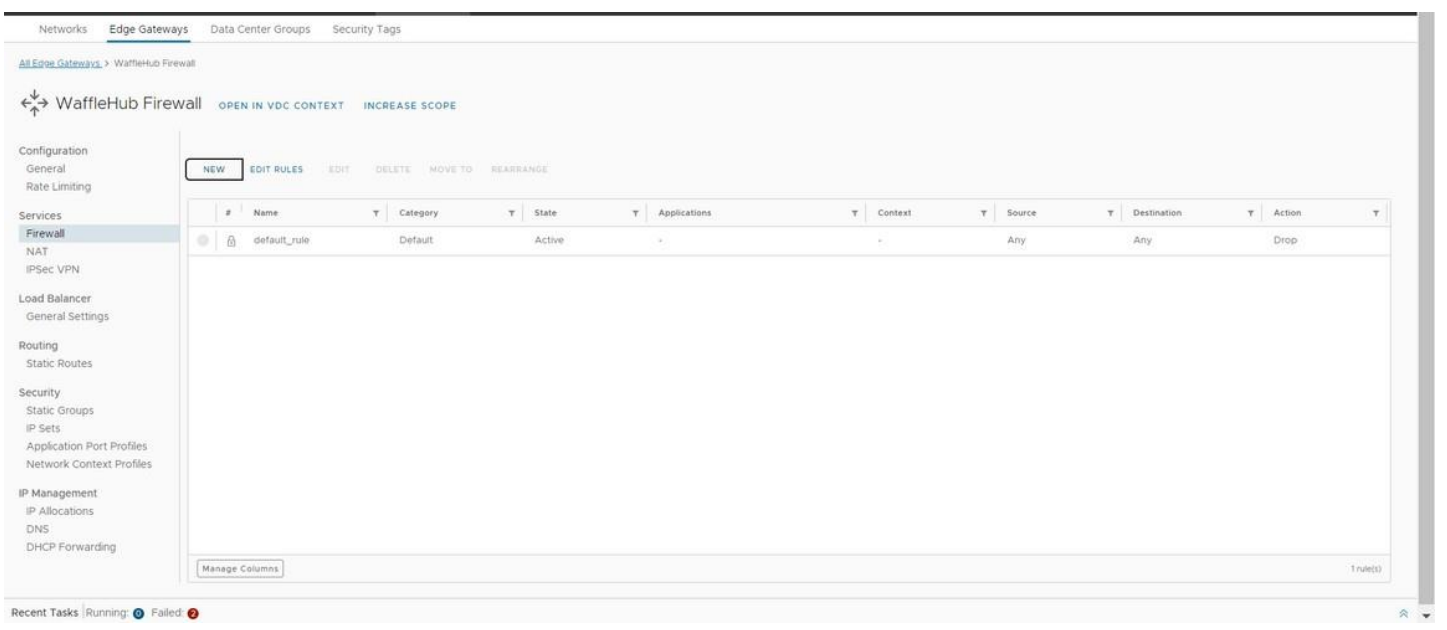 Networks Edge Gateways Data Center Groups Security Tags
All Edge Gateways > WaffleHub Firewall
WaffleHub Firewall OPEN IN VDC CONTEXT INCREASE SCOPE
Configuration
General
Rate Limiting
Services
Firewall
NAT
IPSec VPN
Load Balancer
General Settings
Routing
Static Routes
Security
Static Groups
IP Sets
Application Port Profiles
Network Context Profiles
IP Management
IP Allocations
DNS
DHCP Forwarding
NEW EDIT RULES EDIT DELETE MOVE TO REARRANGE
# Name Category State Applications Context Source Destination Action
default_rule Default Active - - Any Any Drop
Manage Columns 1 rule(s)
Recent Tasks Running: 0 Failed: 2